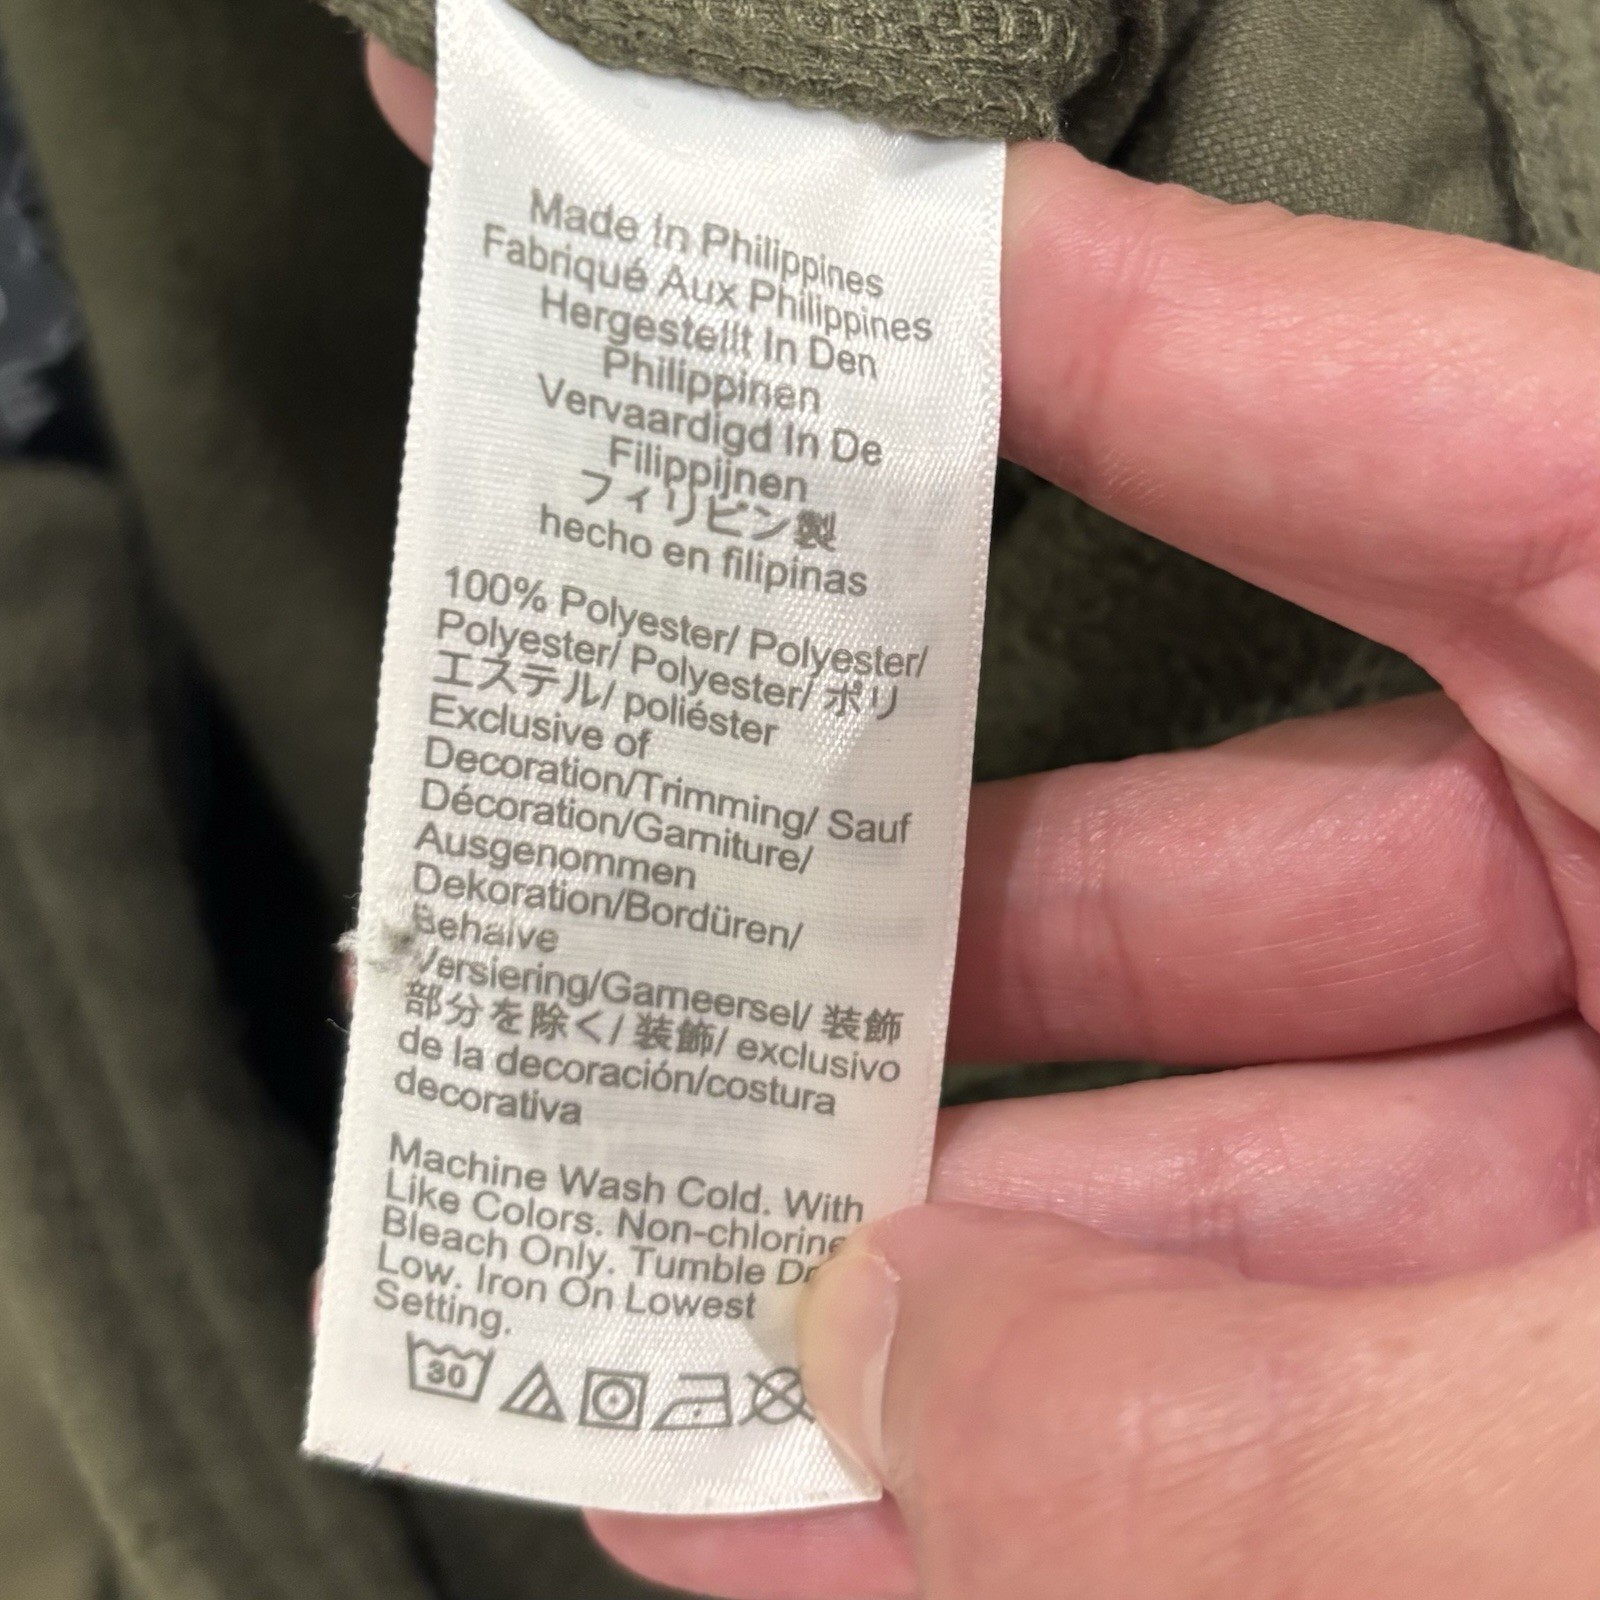 Made In Philippines
Fabriqué Aux Philippines
Hergestellt In Den
Philippinen
Vervaardigd In De
Filippijnen
フィリピン製
hecho en filipinas
100% Polyester/ Polyester/
Polyester/ Polyester/ ポリ
エステル/ poliéster
Exclusive of
Decoration/Trimming/ Sauf
Décoration/Garniture/
Ausgenommen
Dekoration/Bordüren/
Behalve
Versiering/Garneersel/ 装飾
部分を除く/ 装飾/ exclusivo
de la decoración/costura
decorativa
Machine Wash Cold. With
Like Colors. Non-chlorine
Bleach Only. Tumble
Low. Iron On Lowest
Setting.
30